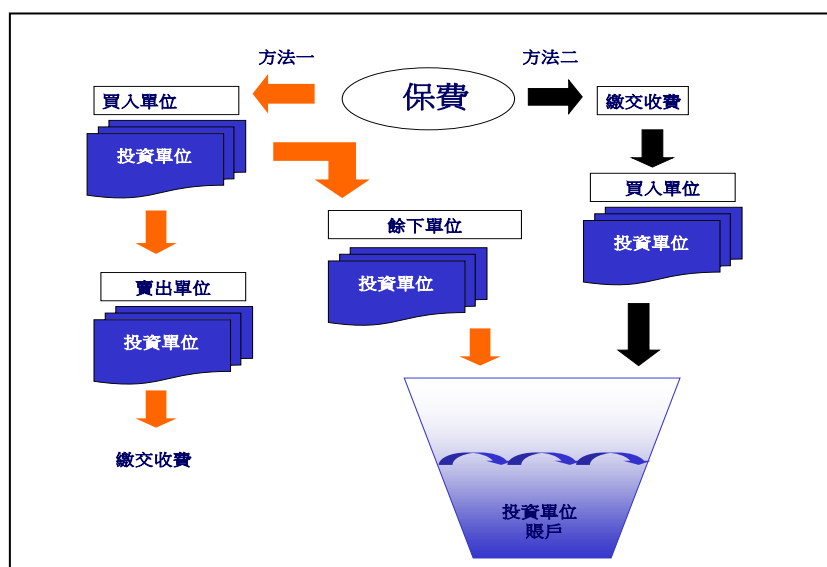 方法一
方法二
保費
買入單位
繳交收費
投資單位
買入單位
餘下單位
投資單位
投資單位
賣出單位
投資單位
繳交收費
投資單位
賬戶